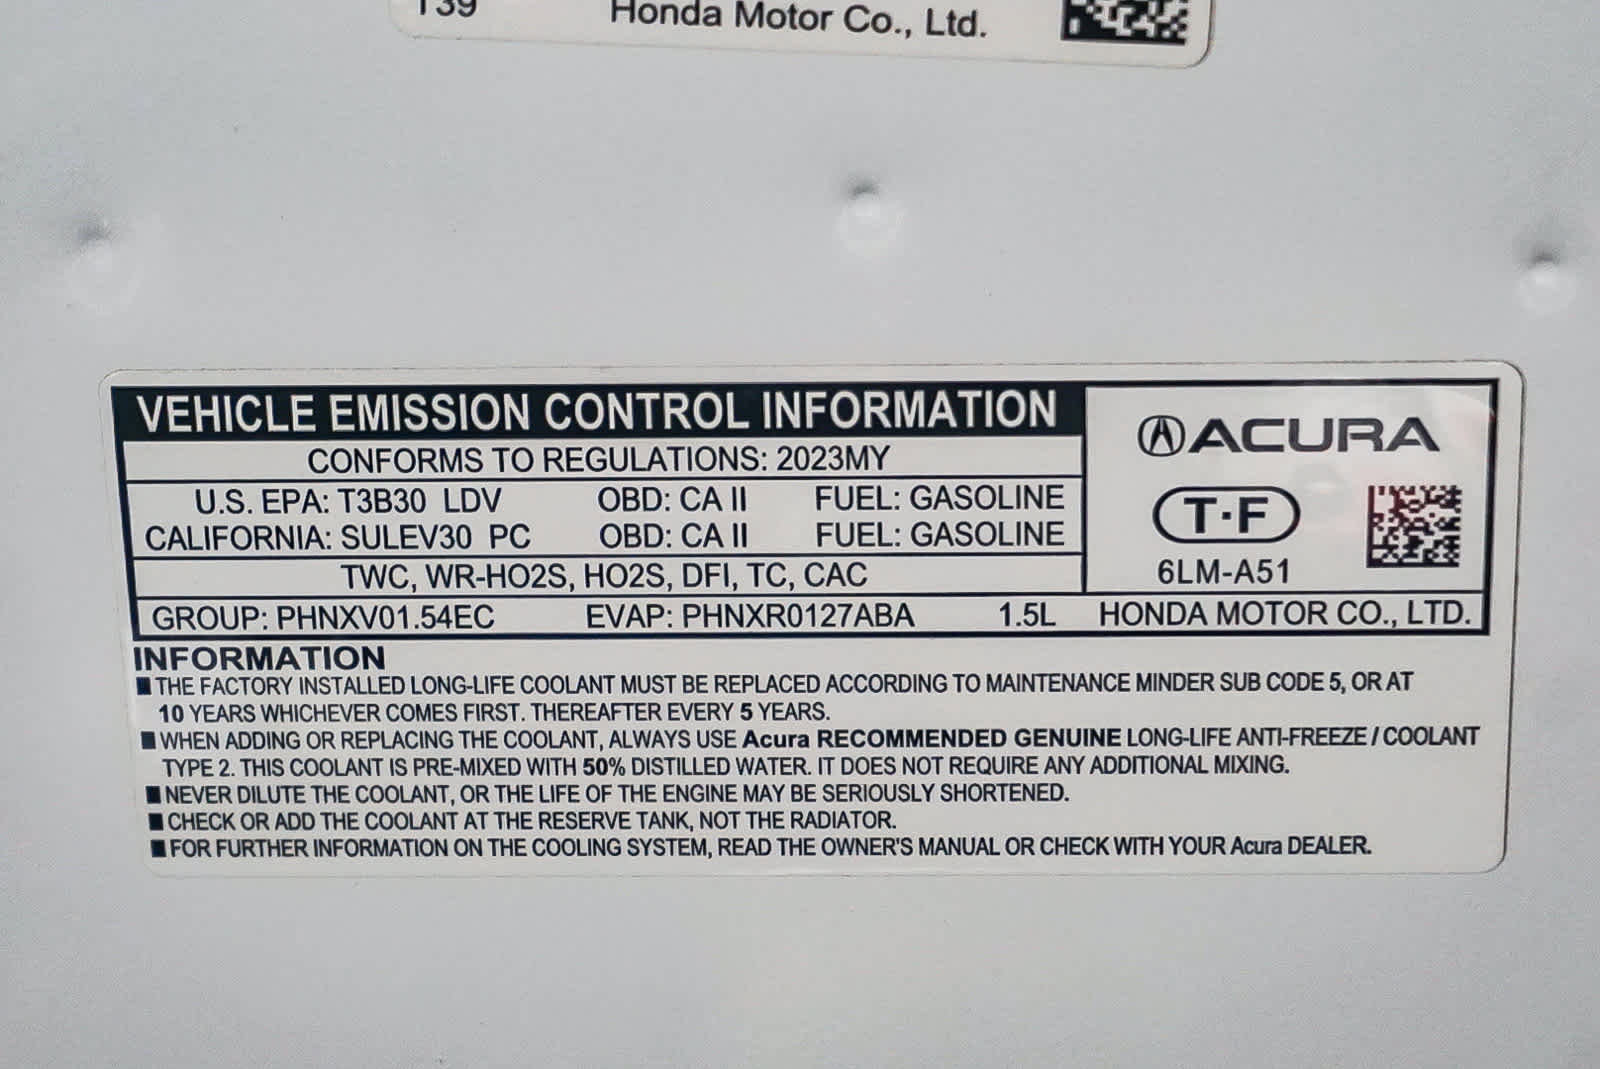 T39
Honda Motor Co., Ltd.
VEHICLE EMISSION CONTROL INFORMATION
CONFORMS TO REGULATIONS: 2023MY
U.S. EPA: T3B30 LDV OBD: CA II FUEL: GASOLINE
CALIFORNIA: SULEV30 PC OBD: CA II FUEL: GASOLINE
TWC, WR-HO2S, HO2S, DFI, TC, CAC
ACURA
T·F
6LM-A51
GROUP: PHNXV01.54EC EVAP: PHNXR0127ABA 1.5L HONDA MOTOR CO., LTD.
INFORMATION
■ THE FACTORY INSTALLED LONG-LIFE COOLANT MUST BE REPLACED ACCORDING TO MAINTENANCE MINDER SUB CODE 5, OR AT
10 YEARS WHICHEVER COMES FIRST. THEREAFTER EVERY 5 YEARS.
■ WHEN ADDING OR REPLACING THE COOLANT, ALWAYS USE Acura RECOMMENDED GENUINE LONG-LIFE ANTI-FREEZE / COOLANT
TYPE 2. THIS COOLANT IS PRE-MIXED WITH 50% DISTILLED WATER. IT DOES NOT REQUIRE ANY ADDITIONAL MIXING.
■ NEVER DILUTE THE COOLANT, OR THE LIFE OF THE ENGINE MAY BE SERIOUSLY SHORTENED.
■ CHECK OR ADD THE COOLANT AT THE RESERVE TANK, NOT THE RADIATOR.
■ FOR FURTHER INFORMATION ON THE COOLING SYSTEM, READ THE OWNER'S MANUAL OR CHECK WITH YOUR Acura DEALER.